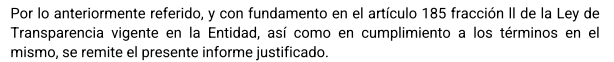 Por lo anteriormente referido, y con fundamento en el artículo 185 fracción II de la Ley de
Transparencia vigente en la Entidad, así como en cumplimiento a los términos en el
mismo, se remite el presente informe justificado.